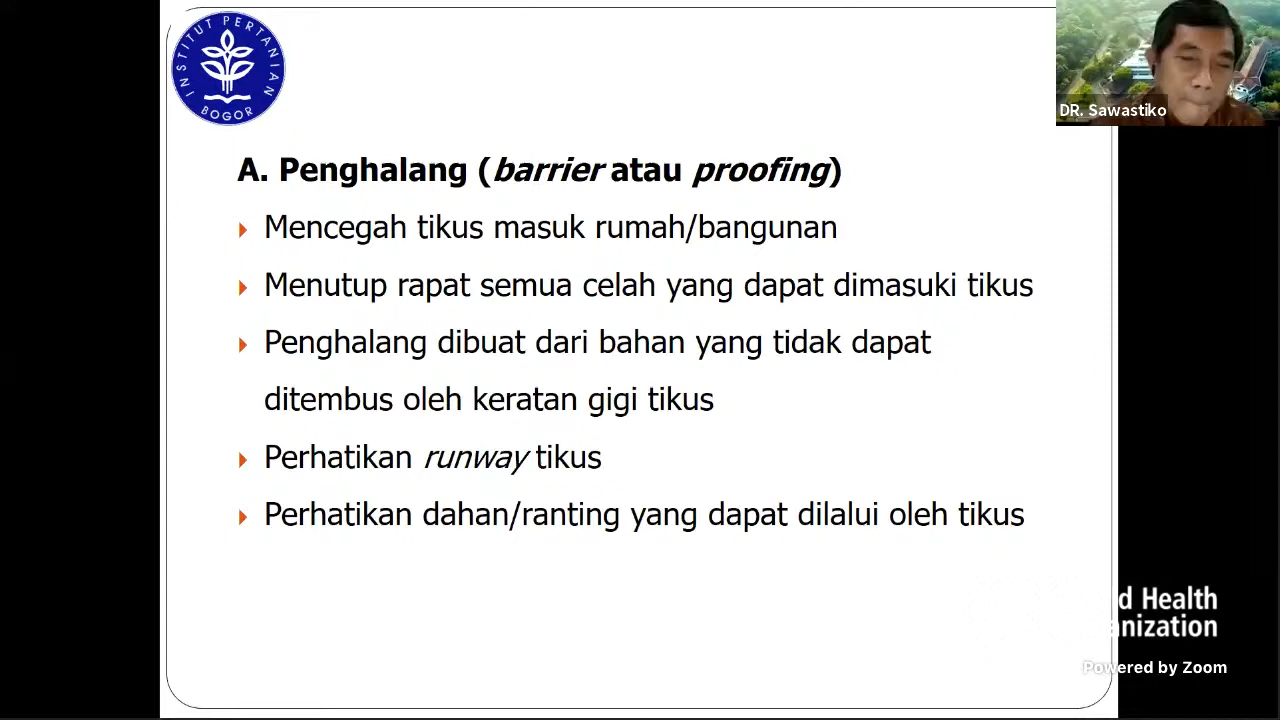 INSTITUT PERTANIAN
BOGOR
DR. Sawastiko
A. Penghalang (barrier atau proofing)
Mencegah tikus masuk rumah/bangunan
Menutup rapat semua celah yang dapat dimasuki tikus
Penghalang dibuat dari bahan yang tidak dapat
ditembus oleh keratan gigi tikus
Perhatikan runway tikus
Perhatikan dahan/ranting yang dapat dilalui oleh tikus
d Health
anization
Powered by Zoom